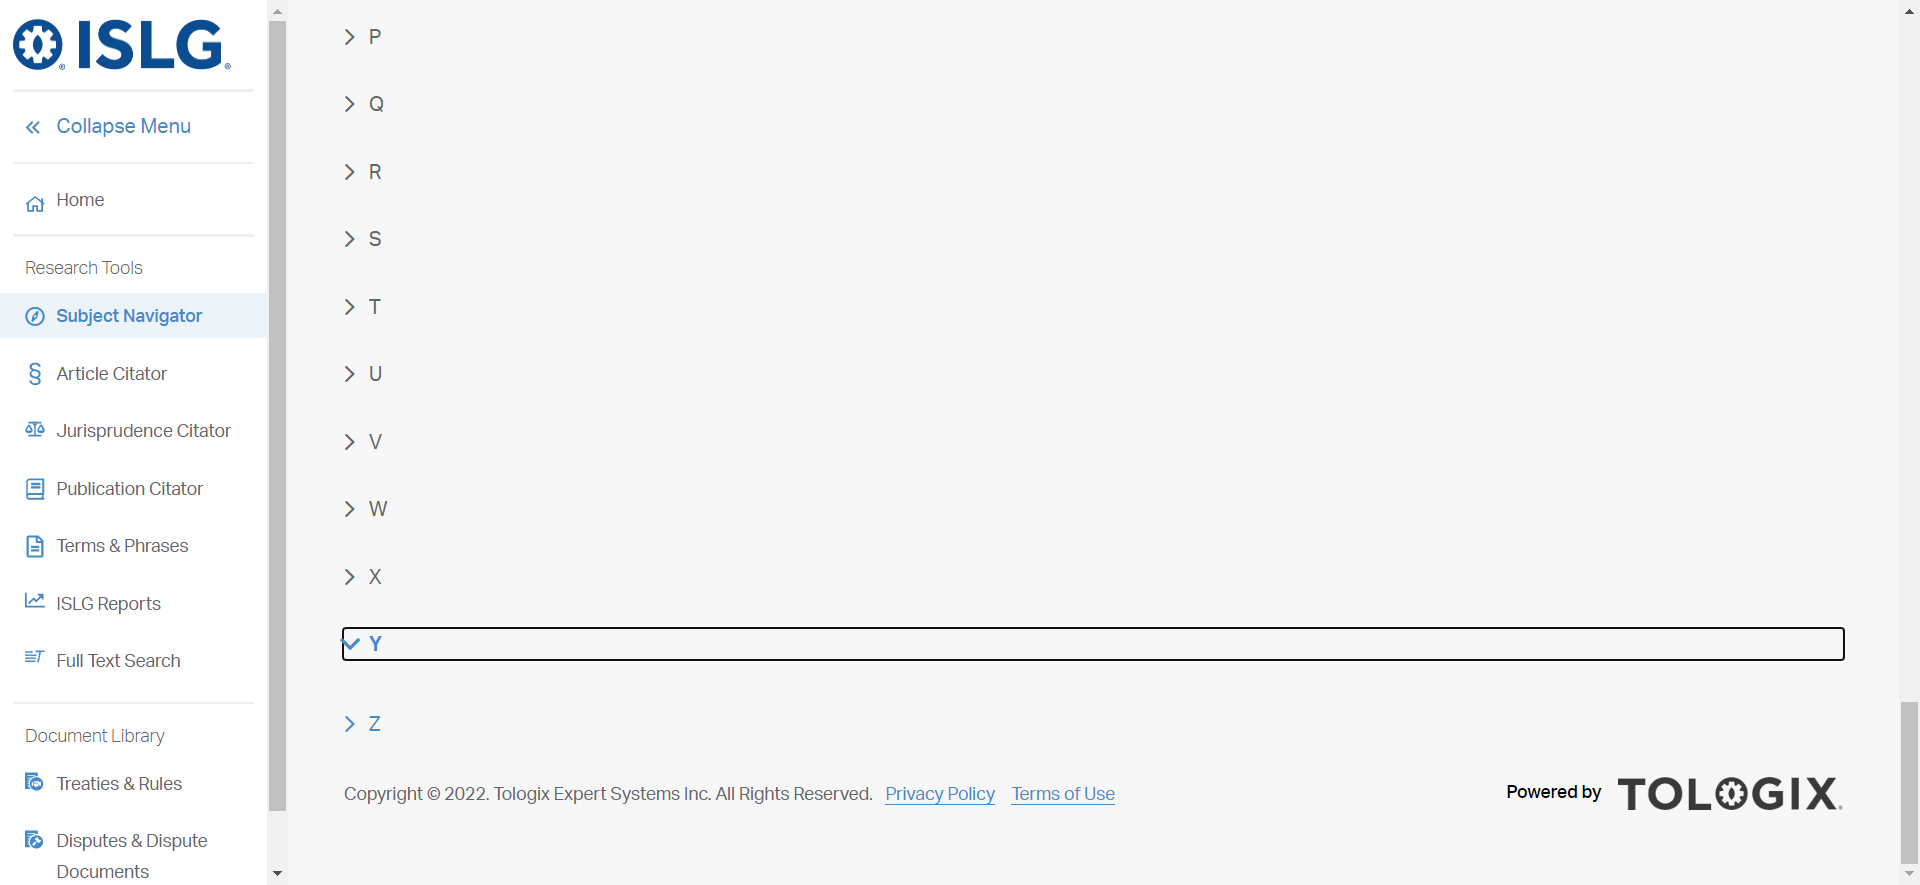 ISLG
Collapse Menu
Home
Research Tools
Subject Navigator
Article Citator
Jurisprudence Citator
Publication Citator
Terms & Phrases
ISLG Reports
Full Text Search
Document Library
Treaties & Rules
Disputes & Dispute
Documents
P
Q
R
S
T
U
V
W
X
Y
Z
Copyright © 2022. Tologix Expert Systems Inc. All Rights Reserved. Privacy Policy Terms of Use
Powered by TOLOGIX